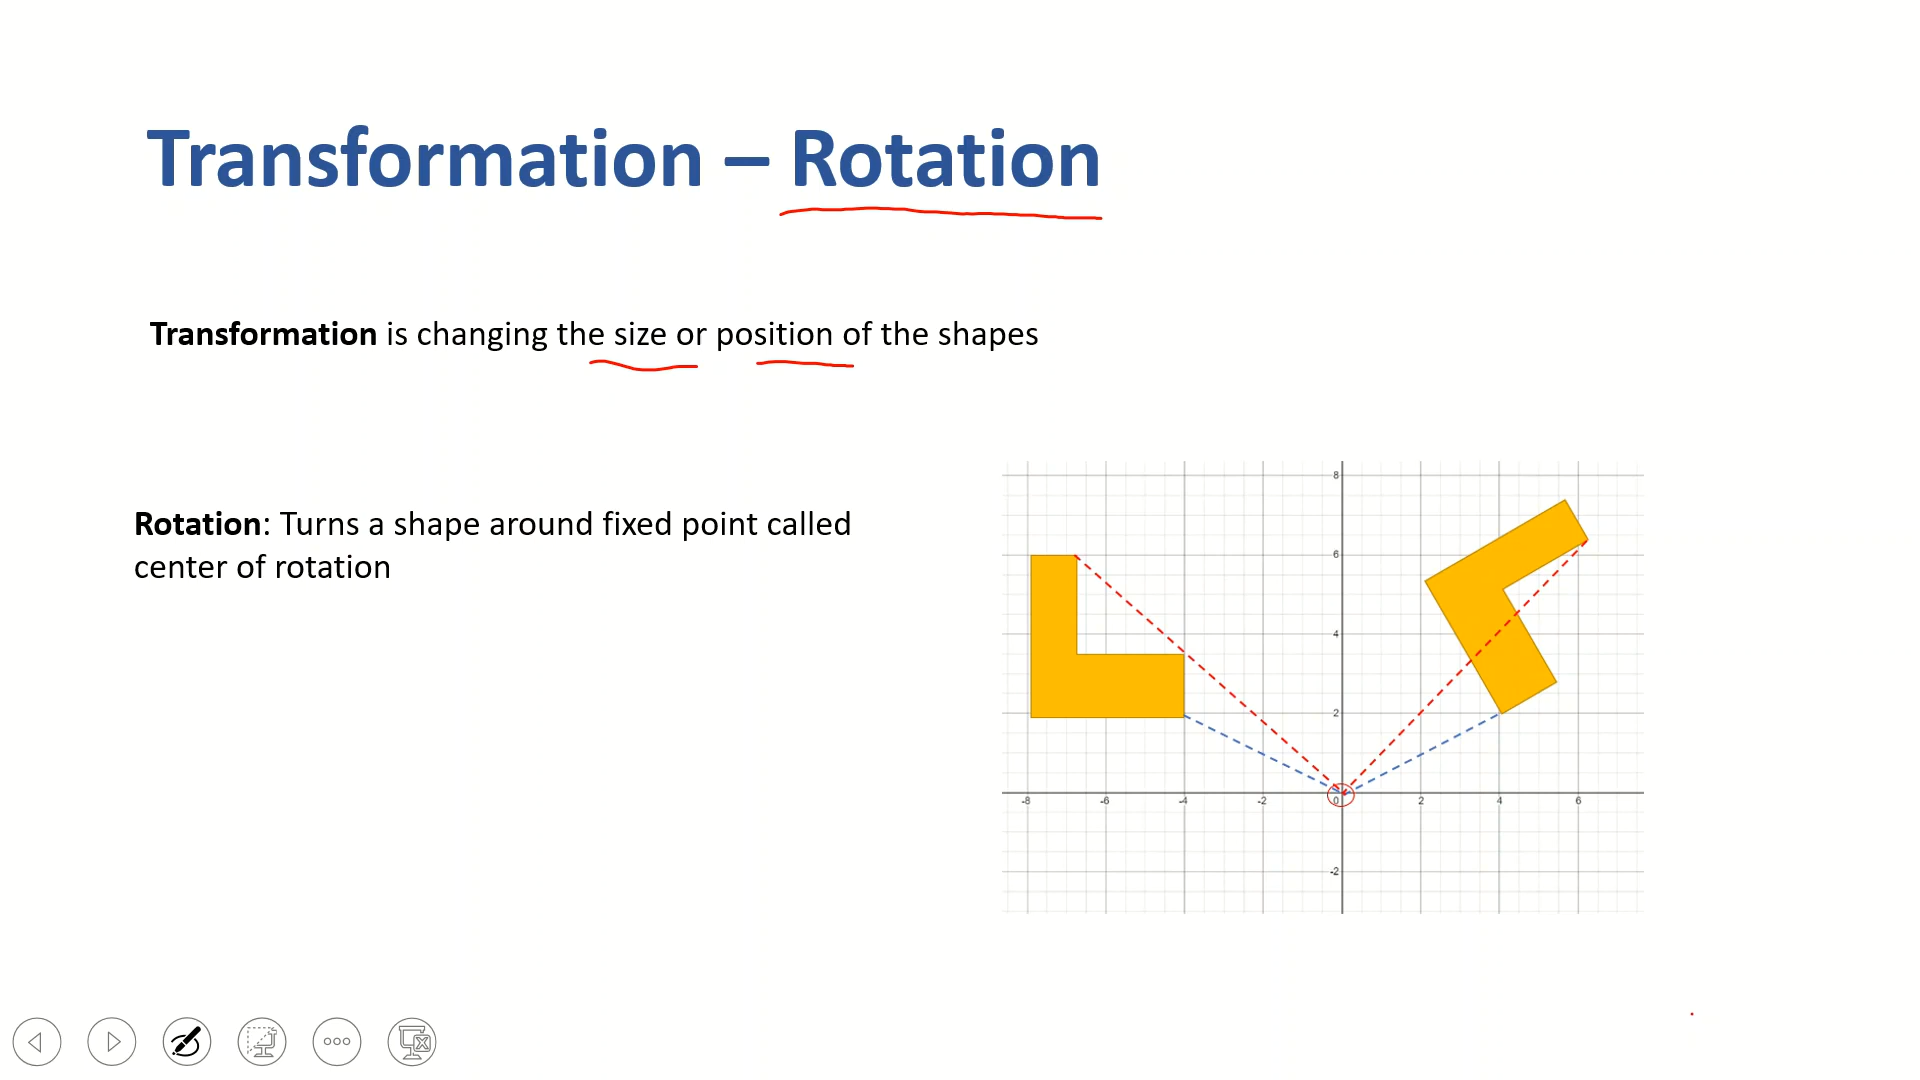 Transformation – Rotation
Transformation is changing the size or position of the shapes
Rotation: Turns a shape around fixed point called
center of rotation
8
6
4
2
-8 -6 -4 -2 0 2 4 6
-2